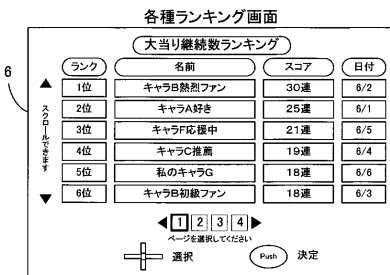 各種ランキング画面
大当り継続数ランキング
ランク 名前 スコア 日付
1位 キャラB熱烈ファン 30連 6/2
2位 キャラA好き 25連 6/1
3位 キャラF応援中 21連 6/5
4位 キャラC推薦 19連 6/4
5位 私のキャラG 18連 6/6
6位 キャラB初級ファン 18連 6/3
6
▲
スクロールできます
▼
◀ 1 2 3 4 ▶
ページを選択してください
選択 Push 決定